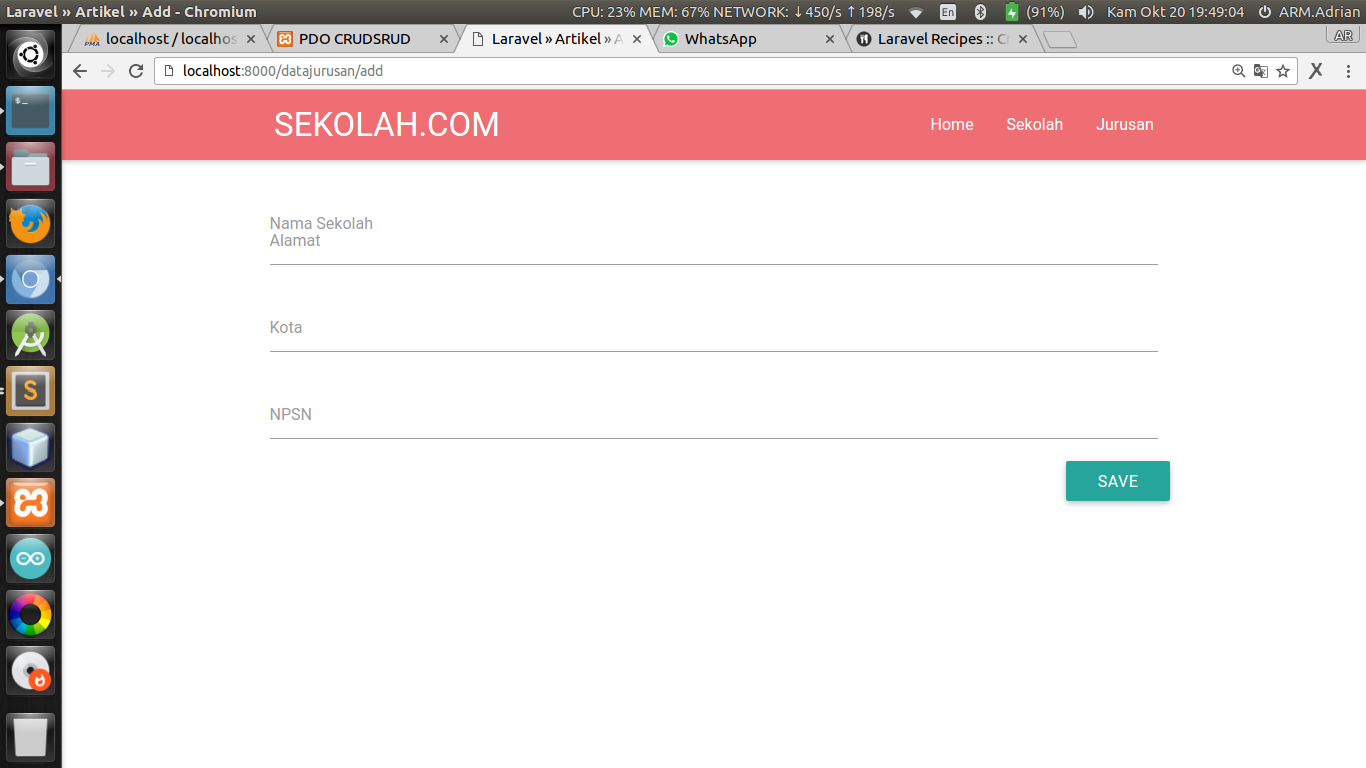 Laravel » Artikel » Add - Chromium CPU: 23% MEM: 67% NETWORK: ↓450/s ↑198/s En (91%) Kam Okt 20 19:49:04 ARM.Adrian
localhost / localhos PDO CRUDSRUD Laravel » Artikel » A WhatsApp Laravel Recipes :: Cr AR
localhost:8000/datajurusan/add X
SEKOLAH.COM Home Sekolah Jurusan
Nama Sekolah
Alamat
Kota
NPSN
SAVE